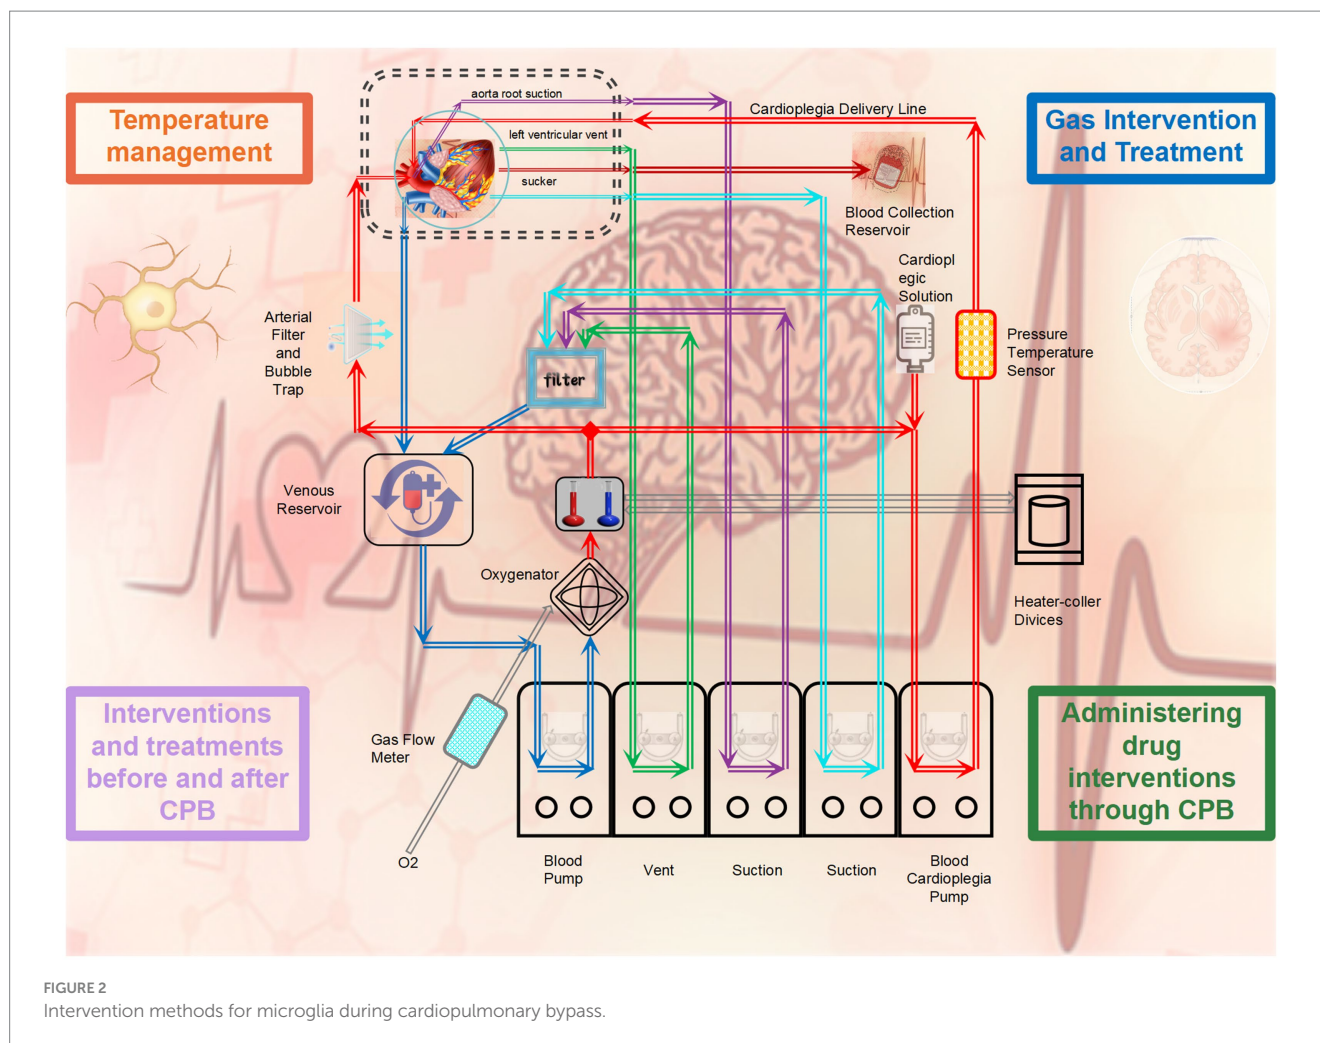 Temperature
management
aorta root suction
left ventricular vent
sucker
Cardioplegia Delivery Line
Gas Intervention
and Treatment
Blood Collection
Reservoir
Cardiopl
egic
Solution
Arterial
Filter
and
Bubble
Trap
Pressure
Temperature
Sensor
filter
Venous
Reservoir
Oxygenator
Heater-coller
Divices
Interventions
and treatments
before and after
CPB
Gas Flow
Meter
O2
Administering
drug
interventions
through CPB
Blood
Pump
Vent
Suction
Suction
Blood
Cardioplegia
Pump
FIGURE 2
Intervention methods for microglia during cardiopulmonary bypass.